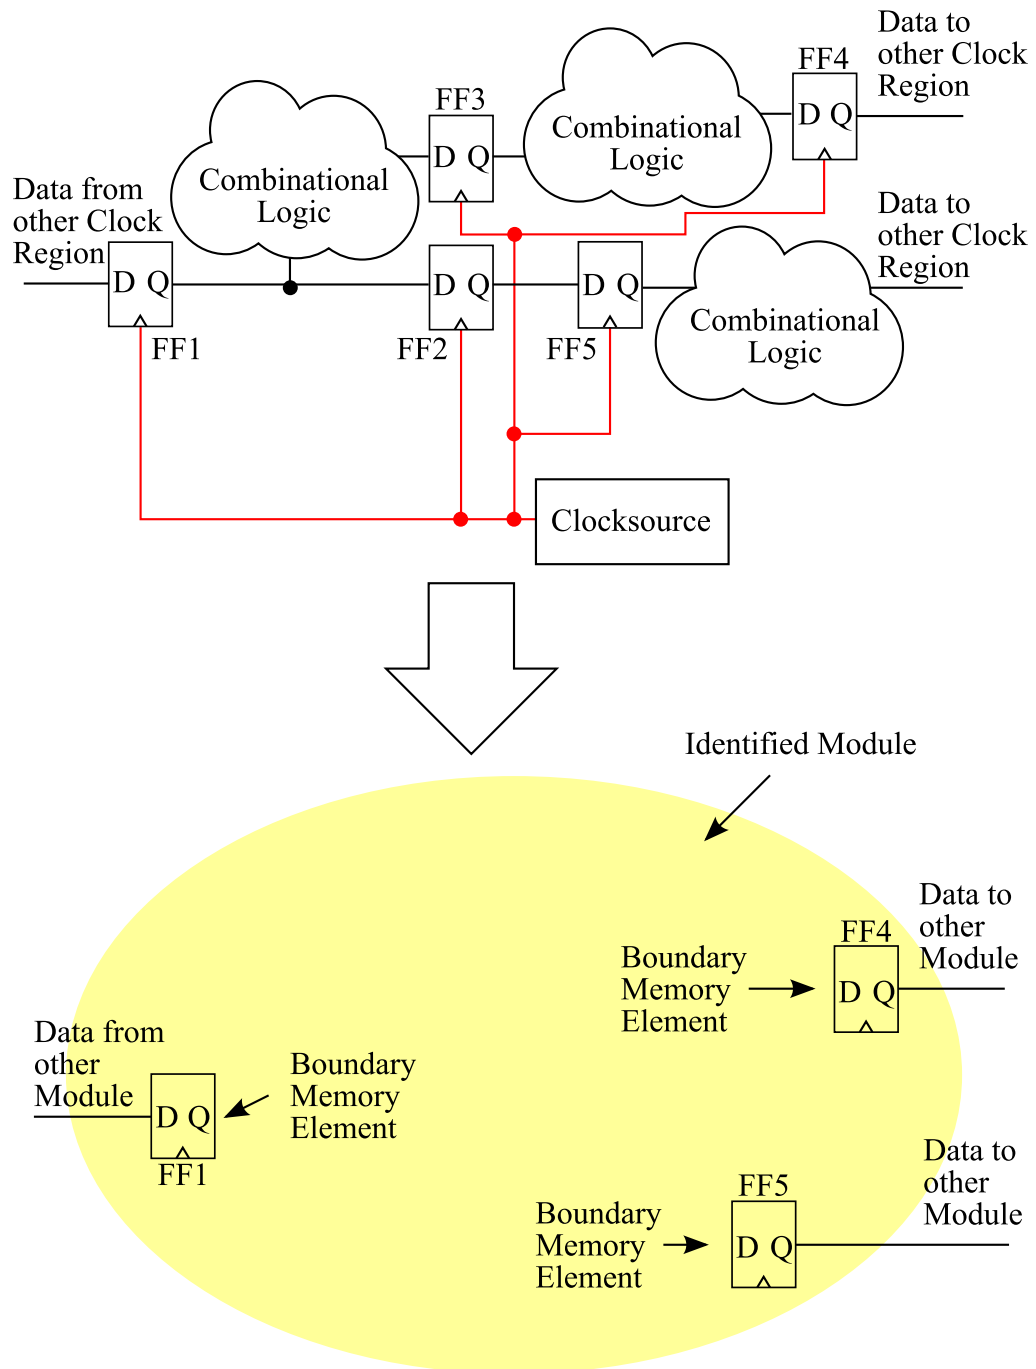 Data to
other Clock
Region
FF4
D Q
Combinational
Logic
FF3
D Q
Combinational
Logic
Data from
other Clock
Region
D Q
FF1
D Q
FF2
D Q
FF5
Data to
other Clock
Region
Combinational
Logic
Clocksource
Identified Module
Data to
other
Module
FF4
D Q
Boundary
Memory
Element
Data from
other
Module
D Q
FF1
Boundary
Memory
Element
Data to
other
Module
FF5
D Q
Boundary
Memory
Element